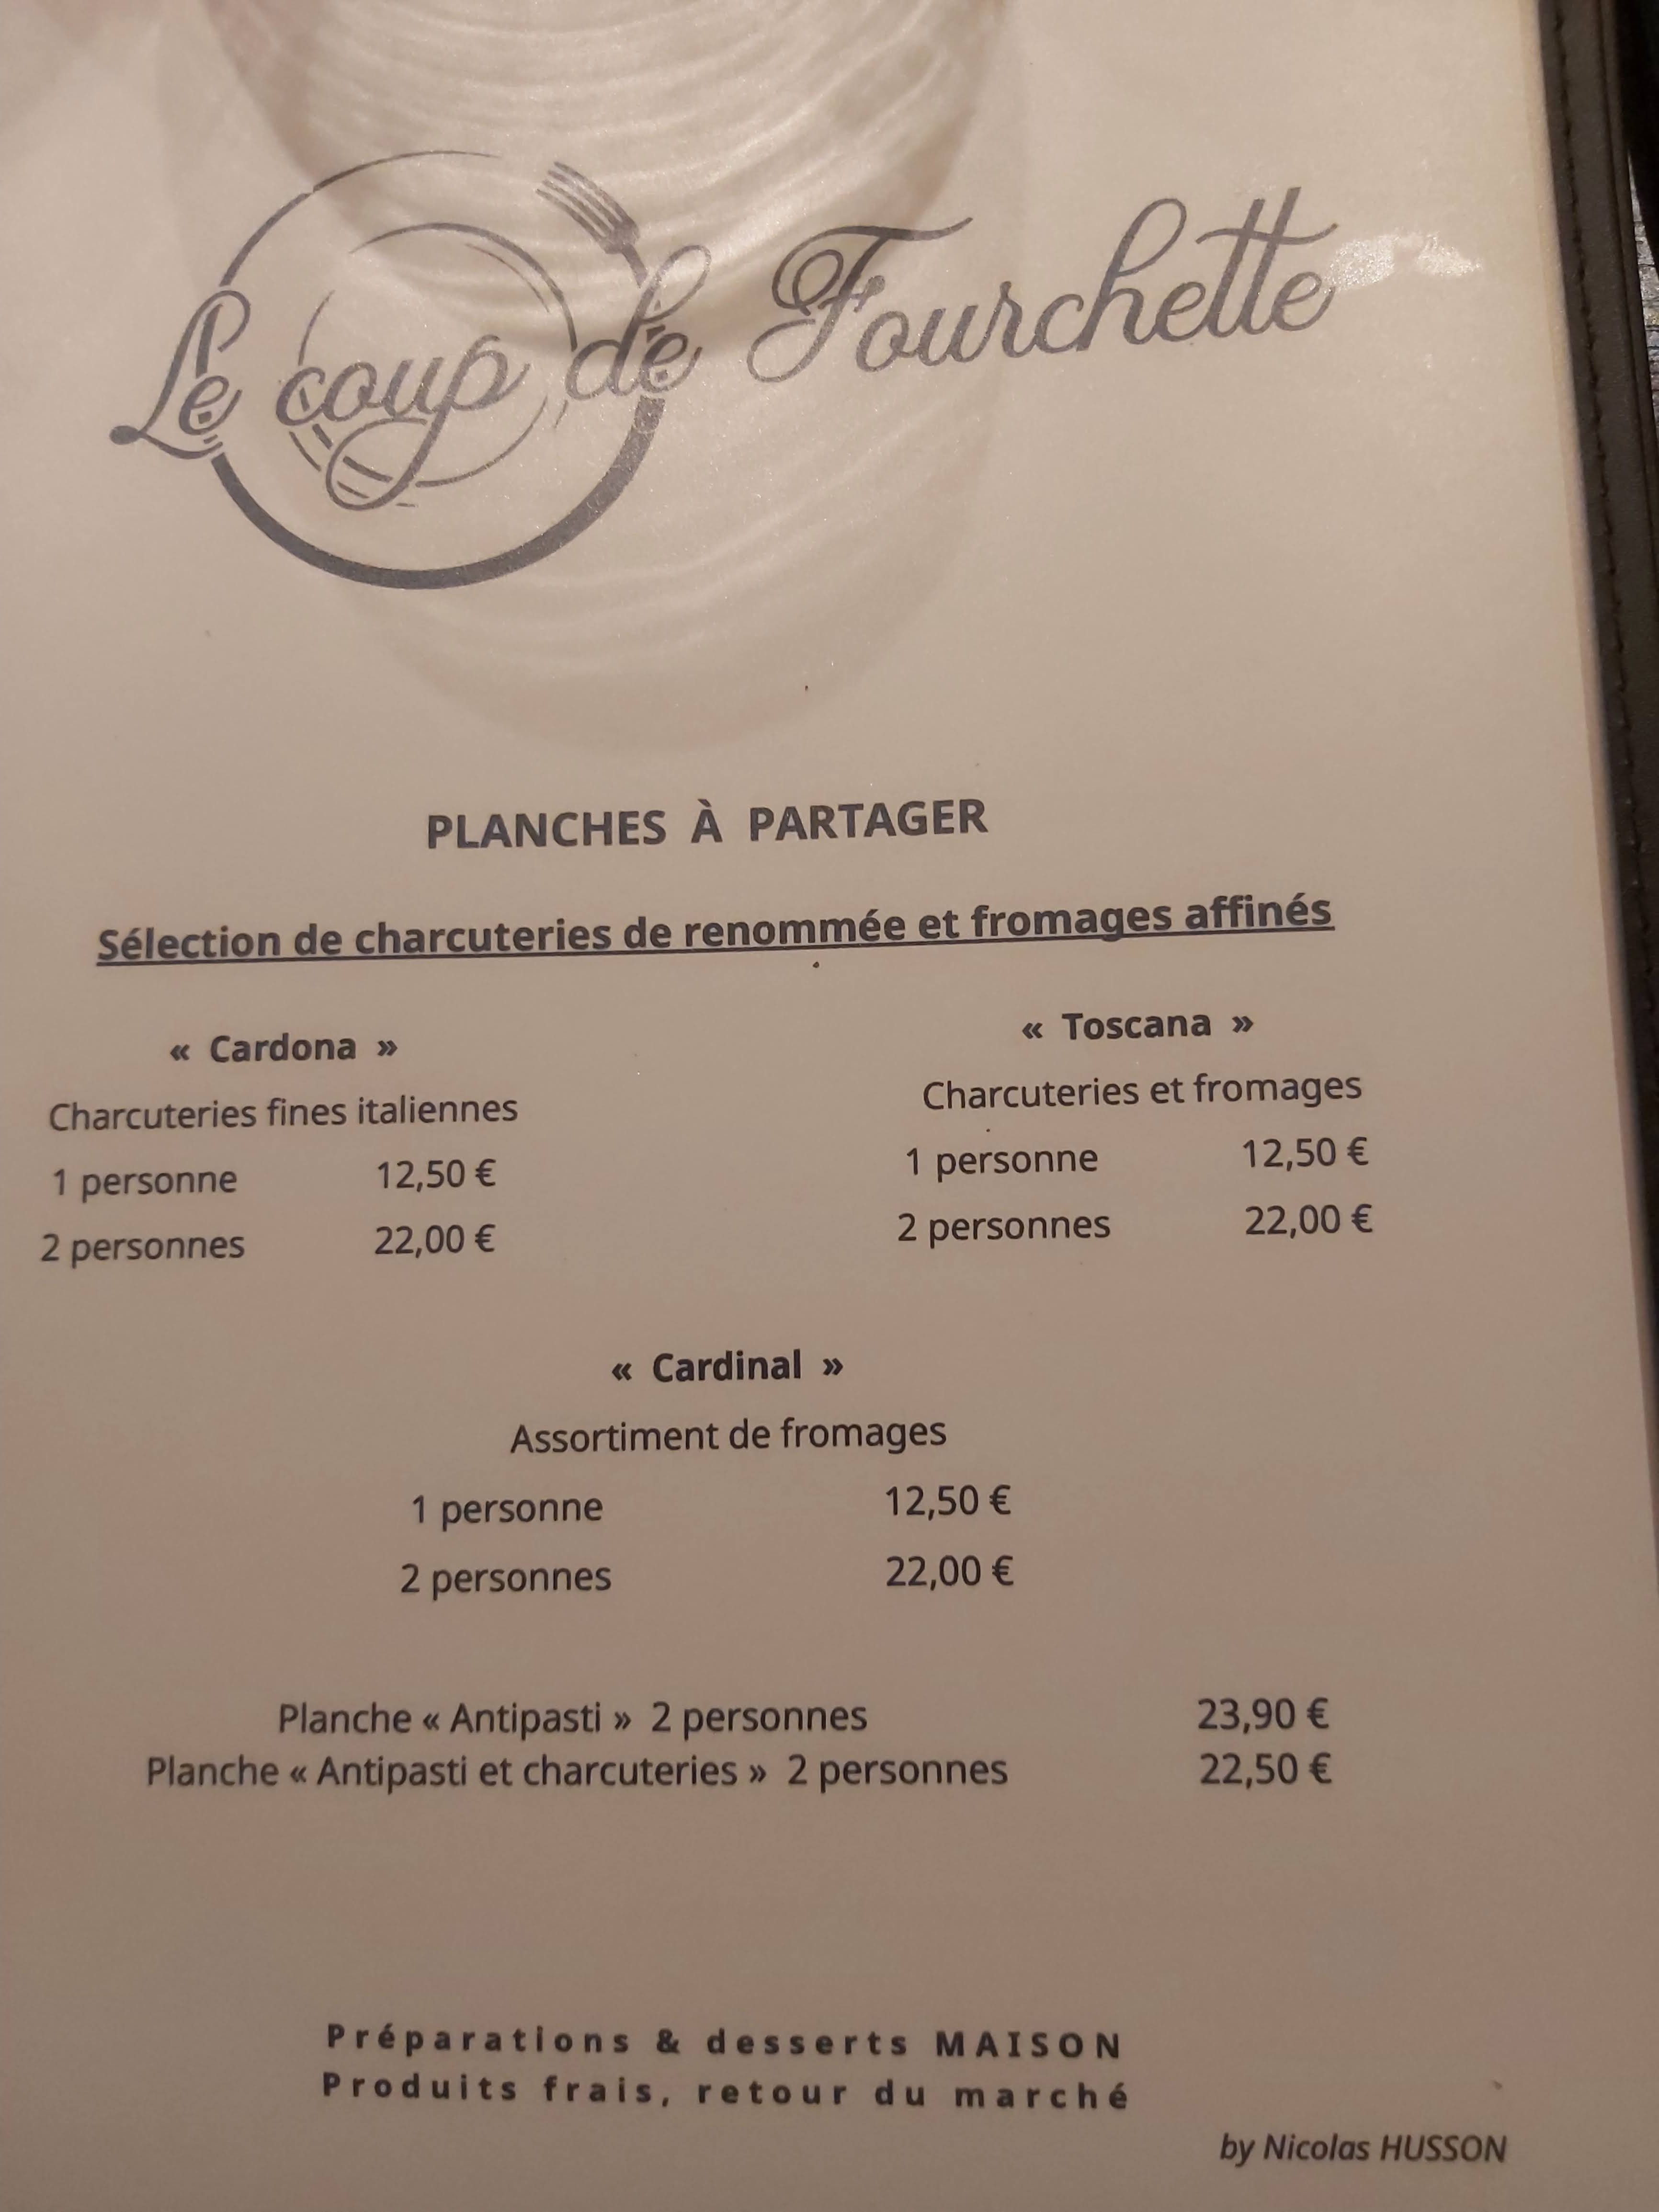 Le coup de Fourchette
PLANCHES À PARTAGER
Sélection de charcuteries de renommée et fromages affinés
« Cardona »
Charcuteries fines italiennes
1 personne 12,50 €
2 personnes 22,00 €
« Toscana »
Charcuteries et fromages
1 personne 12,50 €
2 personnes 22,00 €
« Cardinal »
Assortiment de fromages
1 personne 12,50 €
2 personnes 22,00 €
Planche « Antipasti » 2 personnes 23,90 €
Planche « Antipasti et charcuteries » 2 personnes 22,50 €
Préparations & desserts MAISON
Produits frais, retour du marché
by Nicolas HUSSON